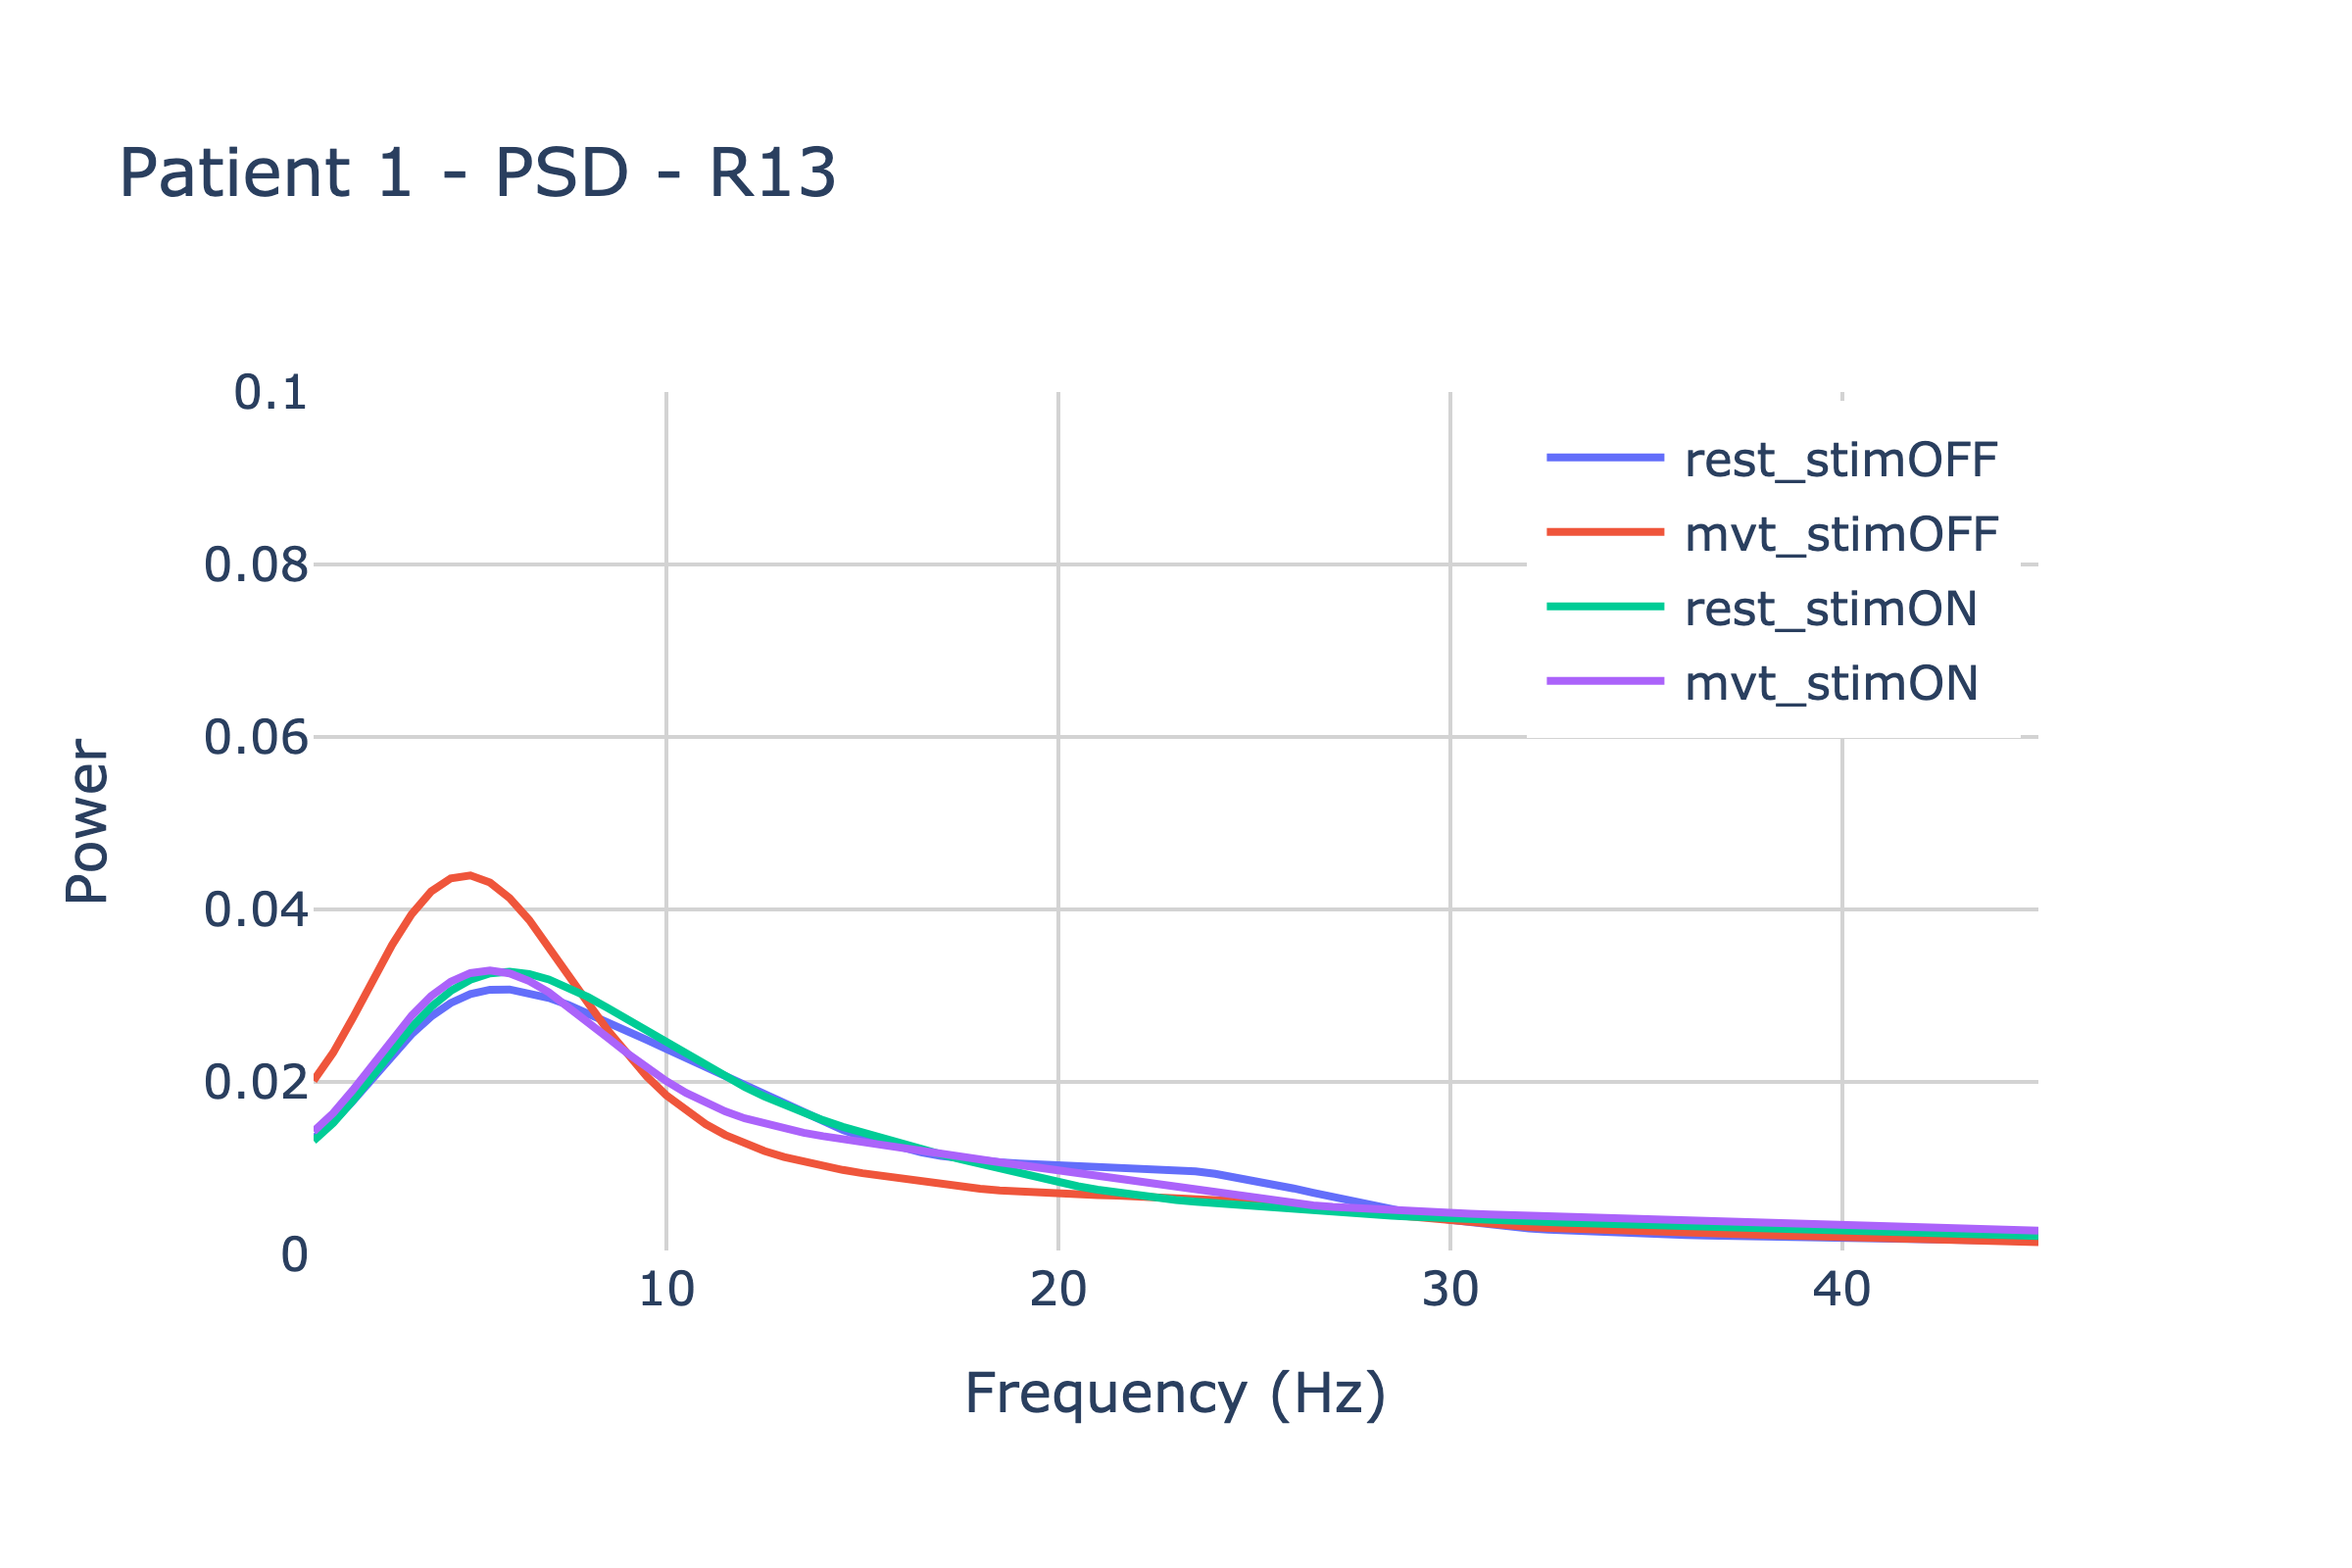 Patient 1 - PSD - R13
0.1
0.08
0.06
0.04
0.02
0
Power
10 20 30 40
Frequency (Hz)
rest_stimOFF
mvt_stimOFF
rest_stimON
mvt_stimON